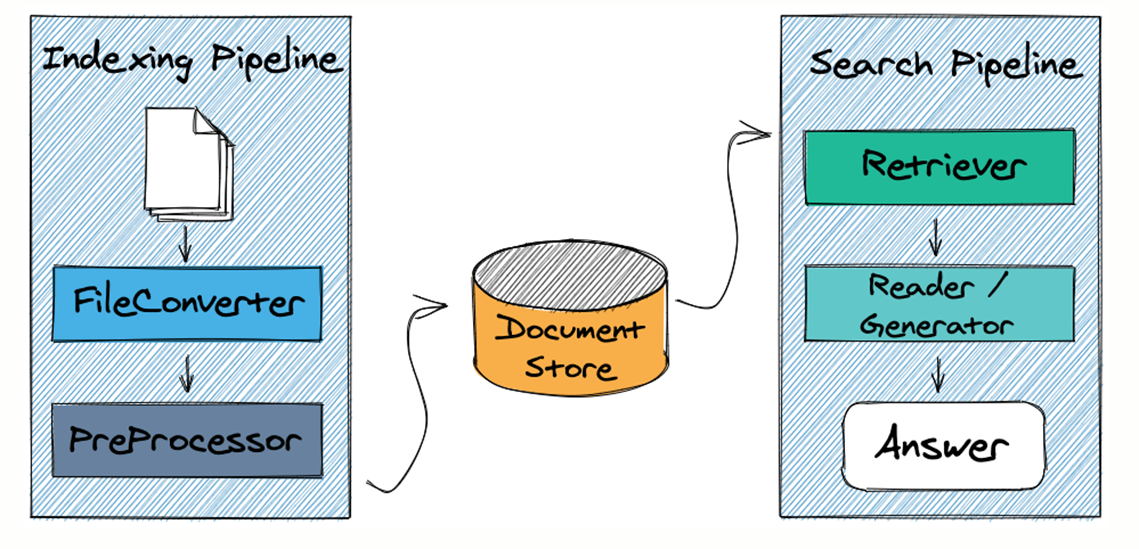 Indexing Pipeline
FileConverter
PreProcessor
Document
Store
Search Pipeline
Retriever
Reader /
Generator
Answer